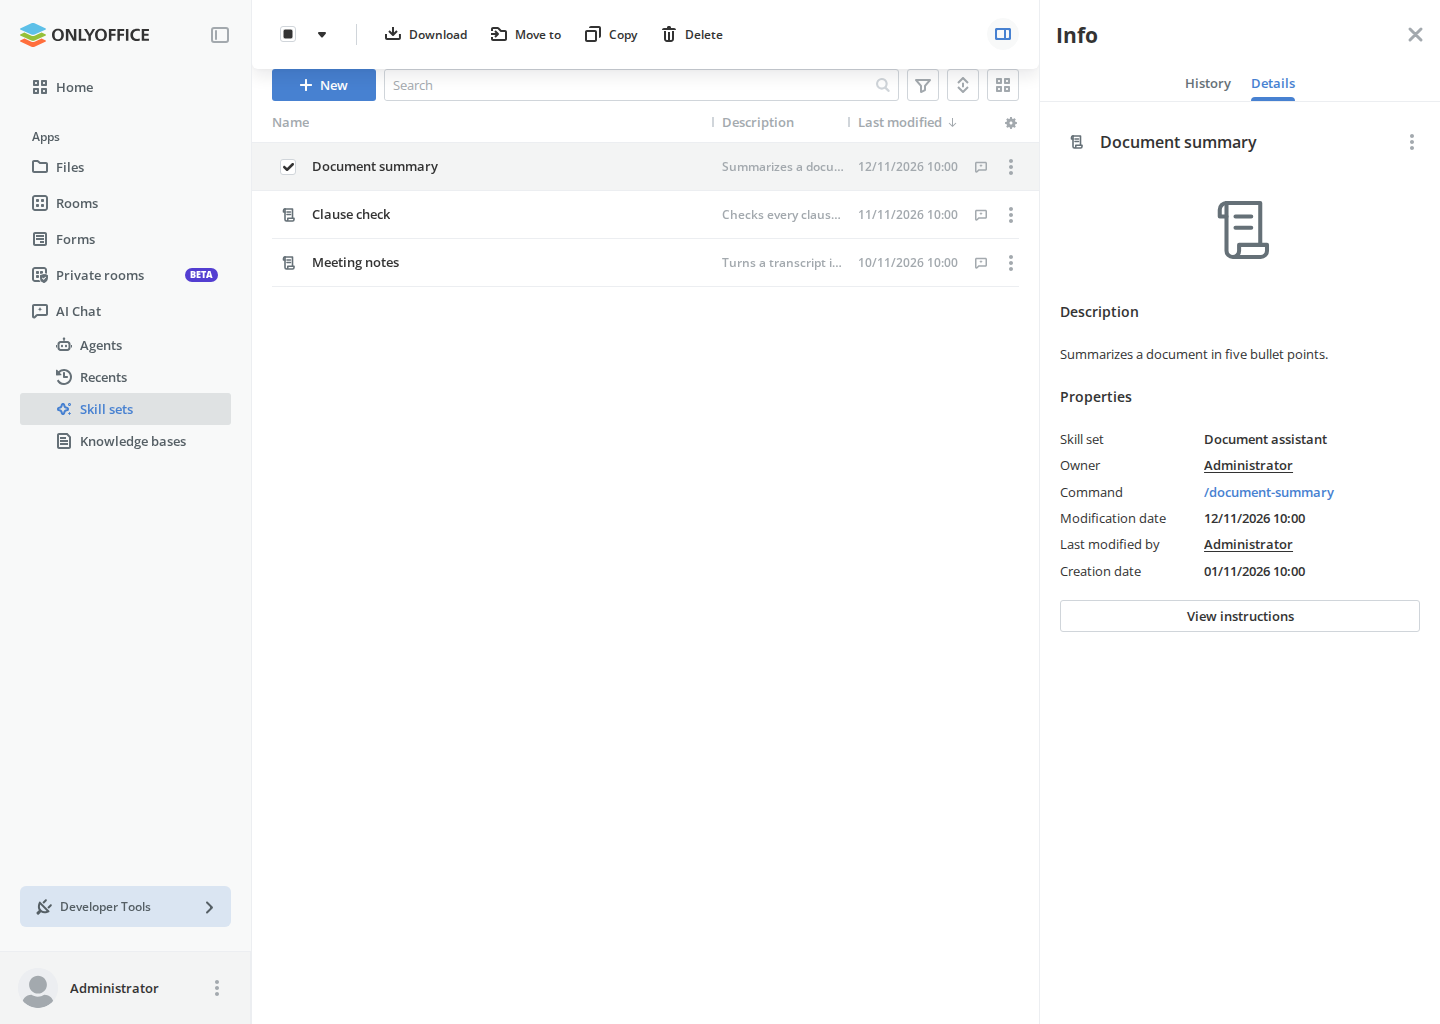 ONLYOFFICE
Home
Apps
Files
Rooms
Forms
Private rooms BETA
AI Chat
Agents
Recents
Skill sets
Knowledge bases
Developer Tools
Administrator
Download Move to Copy Delete
New Search
Name Description Last modified
Document summary Summarizes a docu... 12/11/2026 10:00
Clause check Checks every claus... 11/11/2026 10:00
Meeting notes Turns a transcript i... 10/11/2026 10:00
Info
History Details
Document summary
Description
Summarizes a document in five bullet points.
Properties
Skill set Document assistant
Owner Administrator
Command /document-summary
Modification date 12/11/2026 10:00
Last modified by Administrator
Creation date 01/11/2026 10:00
View instructions